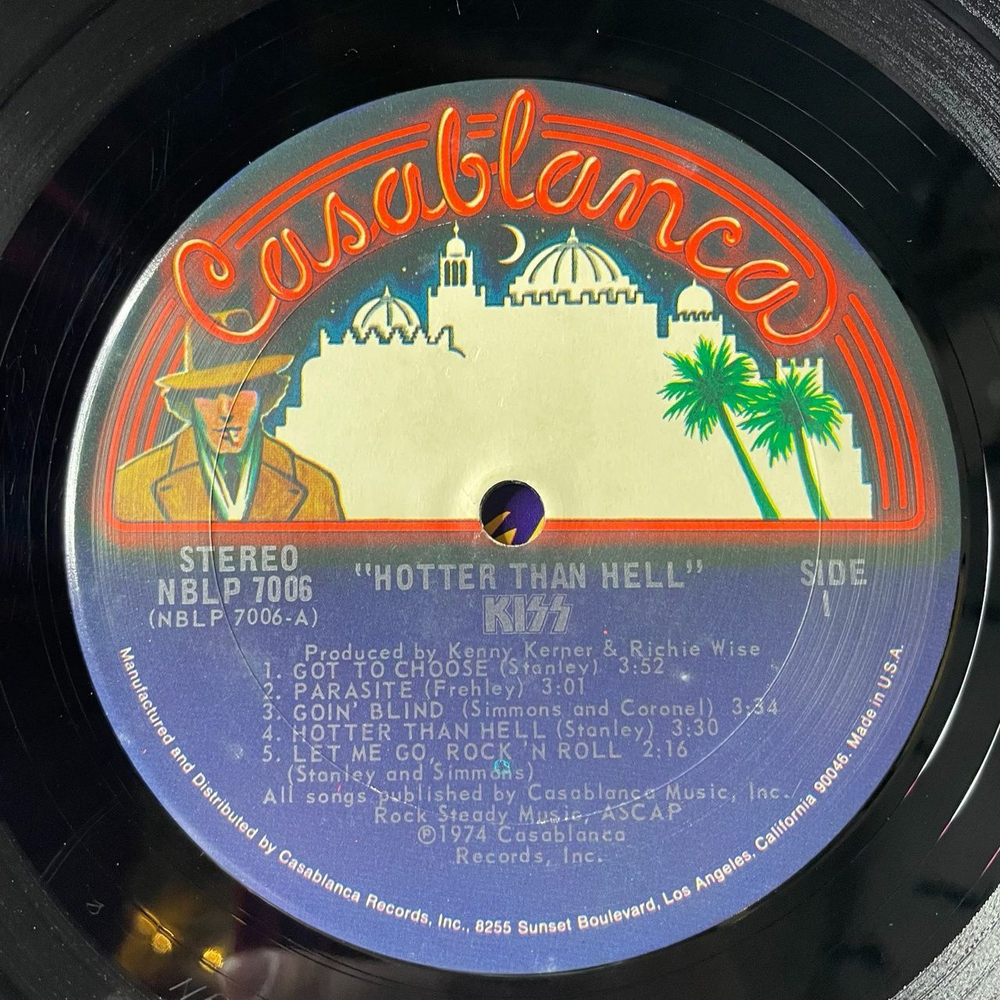 Casablanca
STEREO
NBLP 7006
(NBLP 7006-A)
"HOTTER THAN HELL"
KISS
SIDE
1
Produced by Kenny Kerner & Richie Wise
1. GOT TO CHOOSE (Stanley) 3:52
2. PARASITE (Frehley) 3:01
3. GOIN' BLIND (Simmons and Coronel) 3:34
4. HOTTER THAN HELL (Stanley) 3:30
5. LET ME GO, ROCK 'N ROLL 2:16
(Stanley and Simmons)
All songs published by Casablanca Music, Inc.
Rock Steady Music, ASCAP
℗1974 Casablanca
Records, Inc.
Manufactured and Distributed by Casablanca Records, Inc., 8255 Sunset Boulevard, Los Angeles, California 90046. Made in U.S.A.